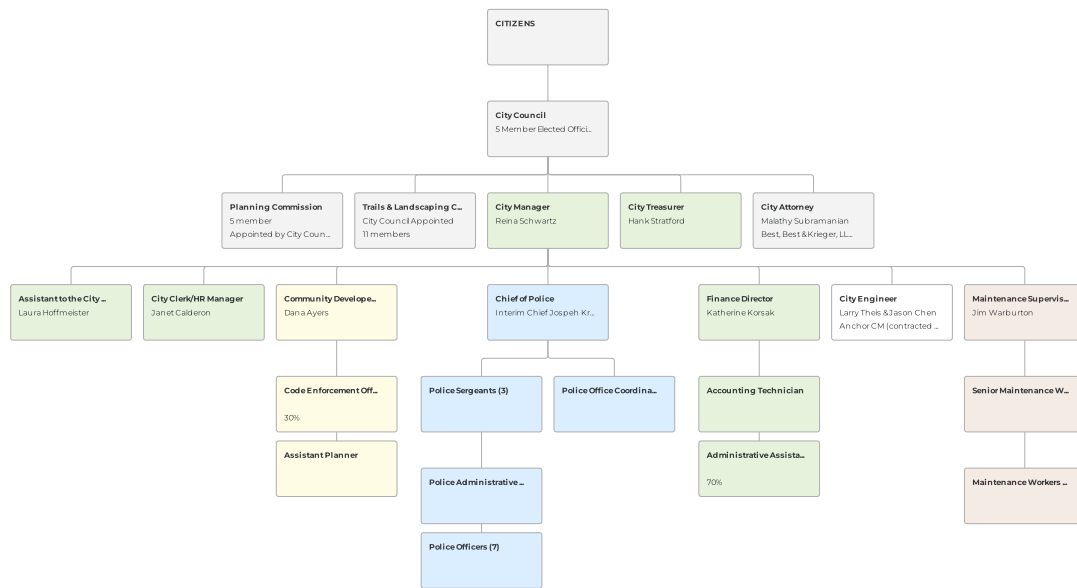 CITIZENS
City Council
5 Member Elected Offici...
Planning Commission
5 member
Appointed by City Coun...
Trails & Landscaping C...
City Council Appointed
11 members
City Manager
Reina Schwartz
City Treasurer
Hank Stratford
City Attorney
Malathy Subramanian
Best, Best & Krieger, LL...
Assistant to the City ...
Laura Hoffmeister
City Clerk/HR Manager
Janet Calderon
Community Develope...
Dana Ayers
Chief of Police
Interim Chief Jospeh Kr...
Finance Director
Katherine Korsak
City Engineer
Larry Theis & Jason Chen
Anchor CM (contracted ...
Maintenance Supervis...
Jim Warburton
Code Enforcement Off...
30%
Police Sergeants (3)
Police Office Coordina...
Accounting Technician
Senior Maintenance W...
Assistant Planner
Administrative Assista...
70%
Police Administrative ...
Maintenance Workers ...
Police Officers (7)